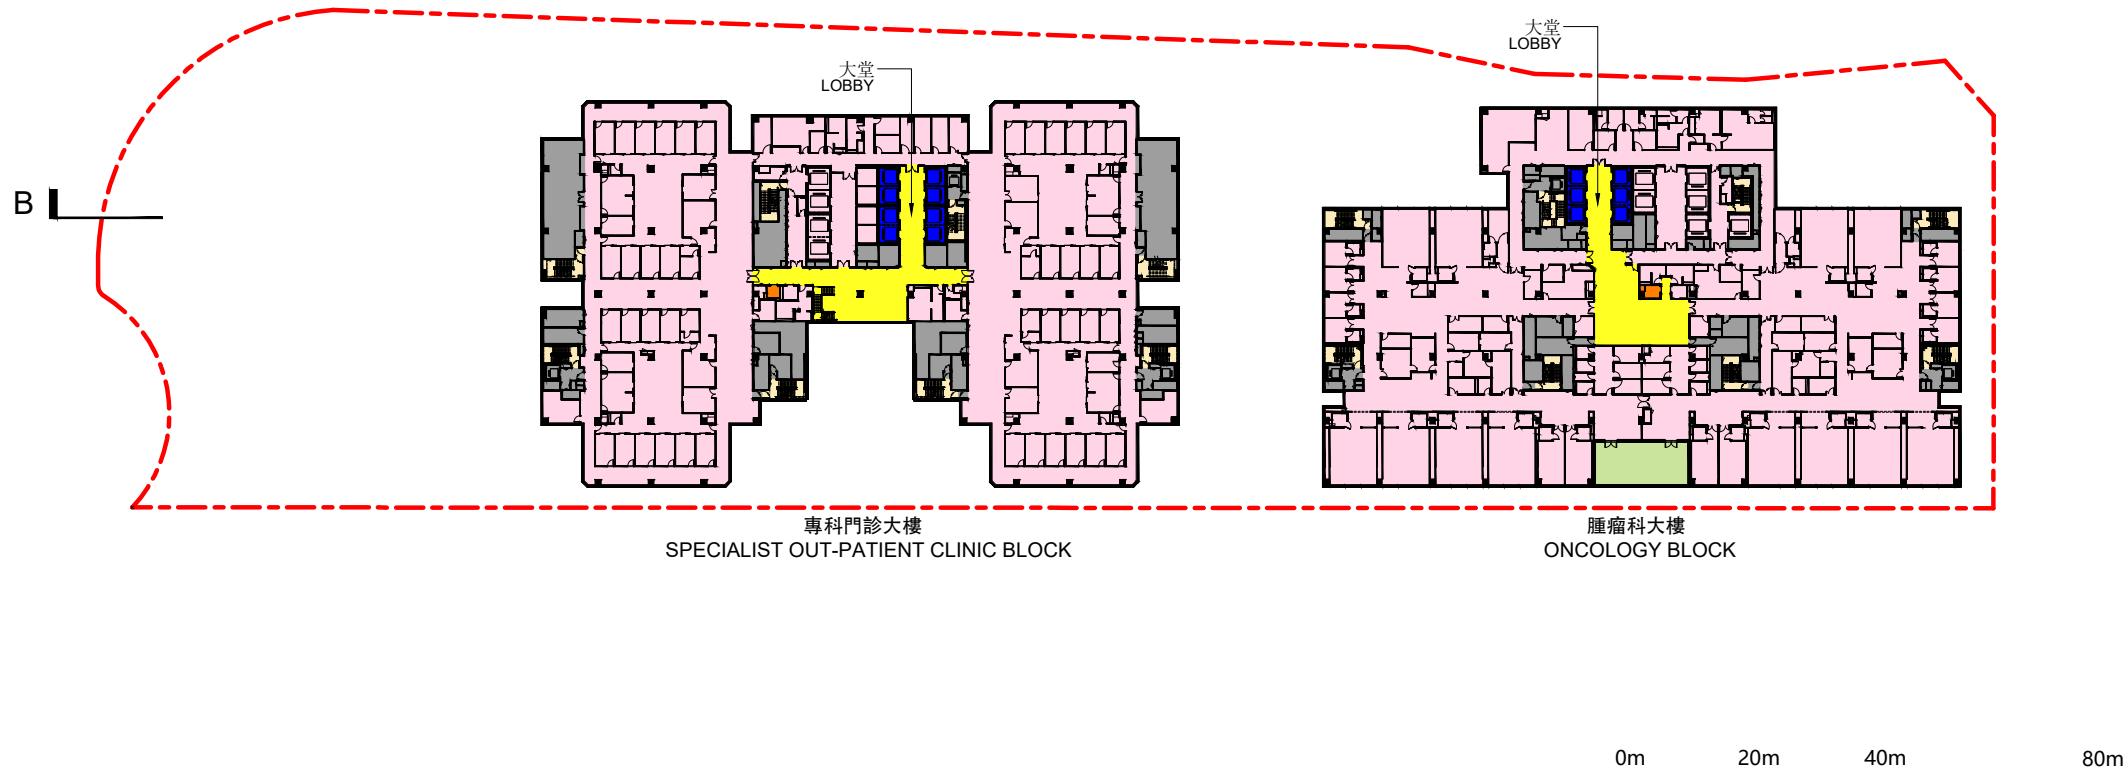 大堂
LOBBY
大堂
LOBBY
B
專科門診大樓
SPECIALIST OUT-PATIENT CLINIC BLOCK
腫瘤科大樓
ONCOLOGY BLOCK
0m 20m 40m 80m